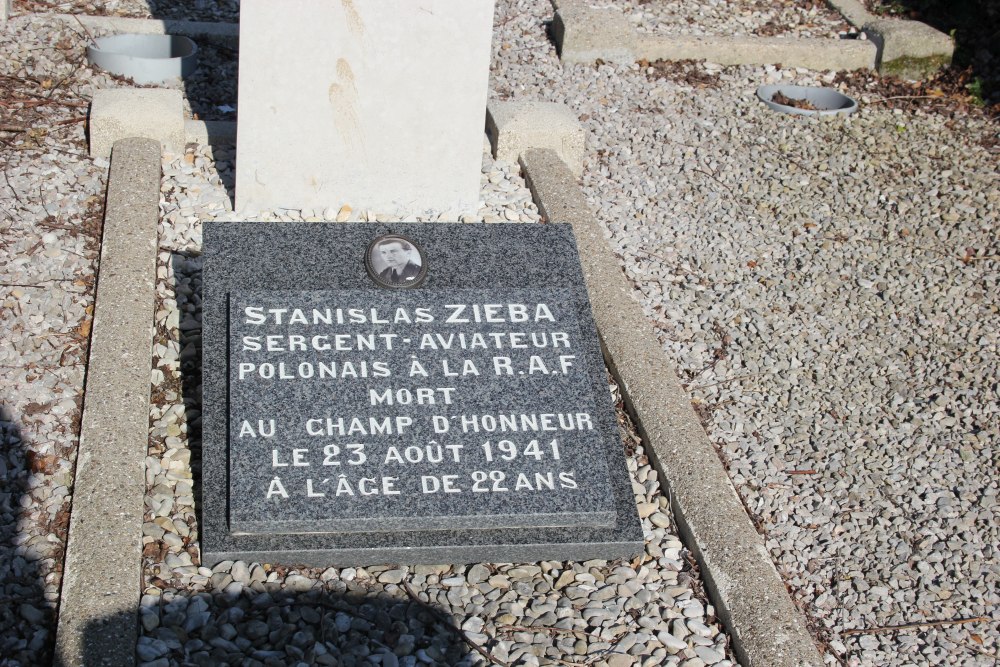 STANISLAS ZIEBA
SERGENT-AVIATEUR
POLONAIS À LA R.A.F
MORT
AU CHAMP D'HONNEUR
LE 23 AOÛT 1941
À L'ÂGE DE 22 ANS